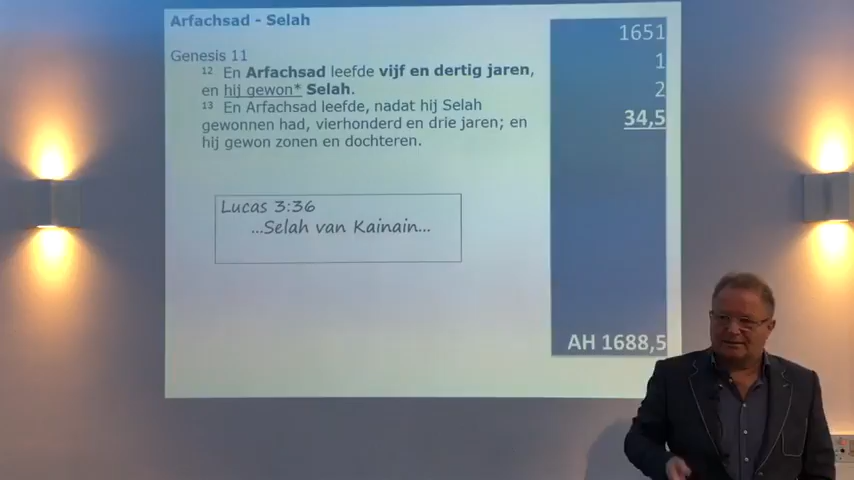 Arfachsad - Selah
Genesis 11
12 En Arfachsad leefde vijf en dertig jaren,
en hij gewon* Selah.
13 En Arfachsad leefde, nadat hij Selah
gewonnen had, vierhonderd en drie jaren; en
hij gewon zonen en dochteren.
Lucas 3:36
...Selah van Kainain...
1651
1
2
34,5
AH 1688,5